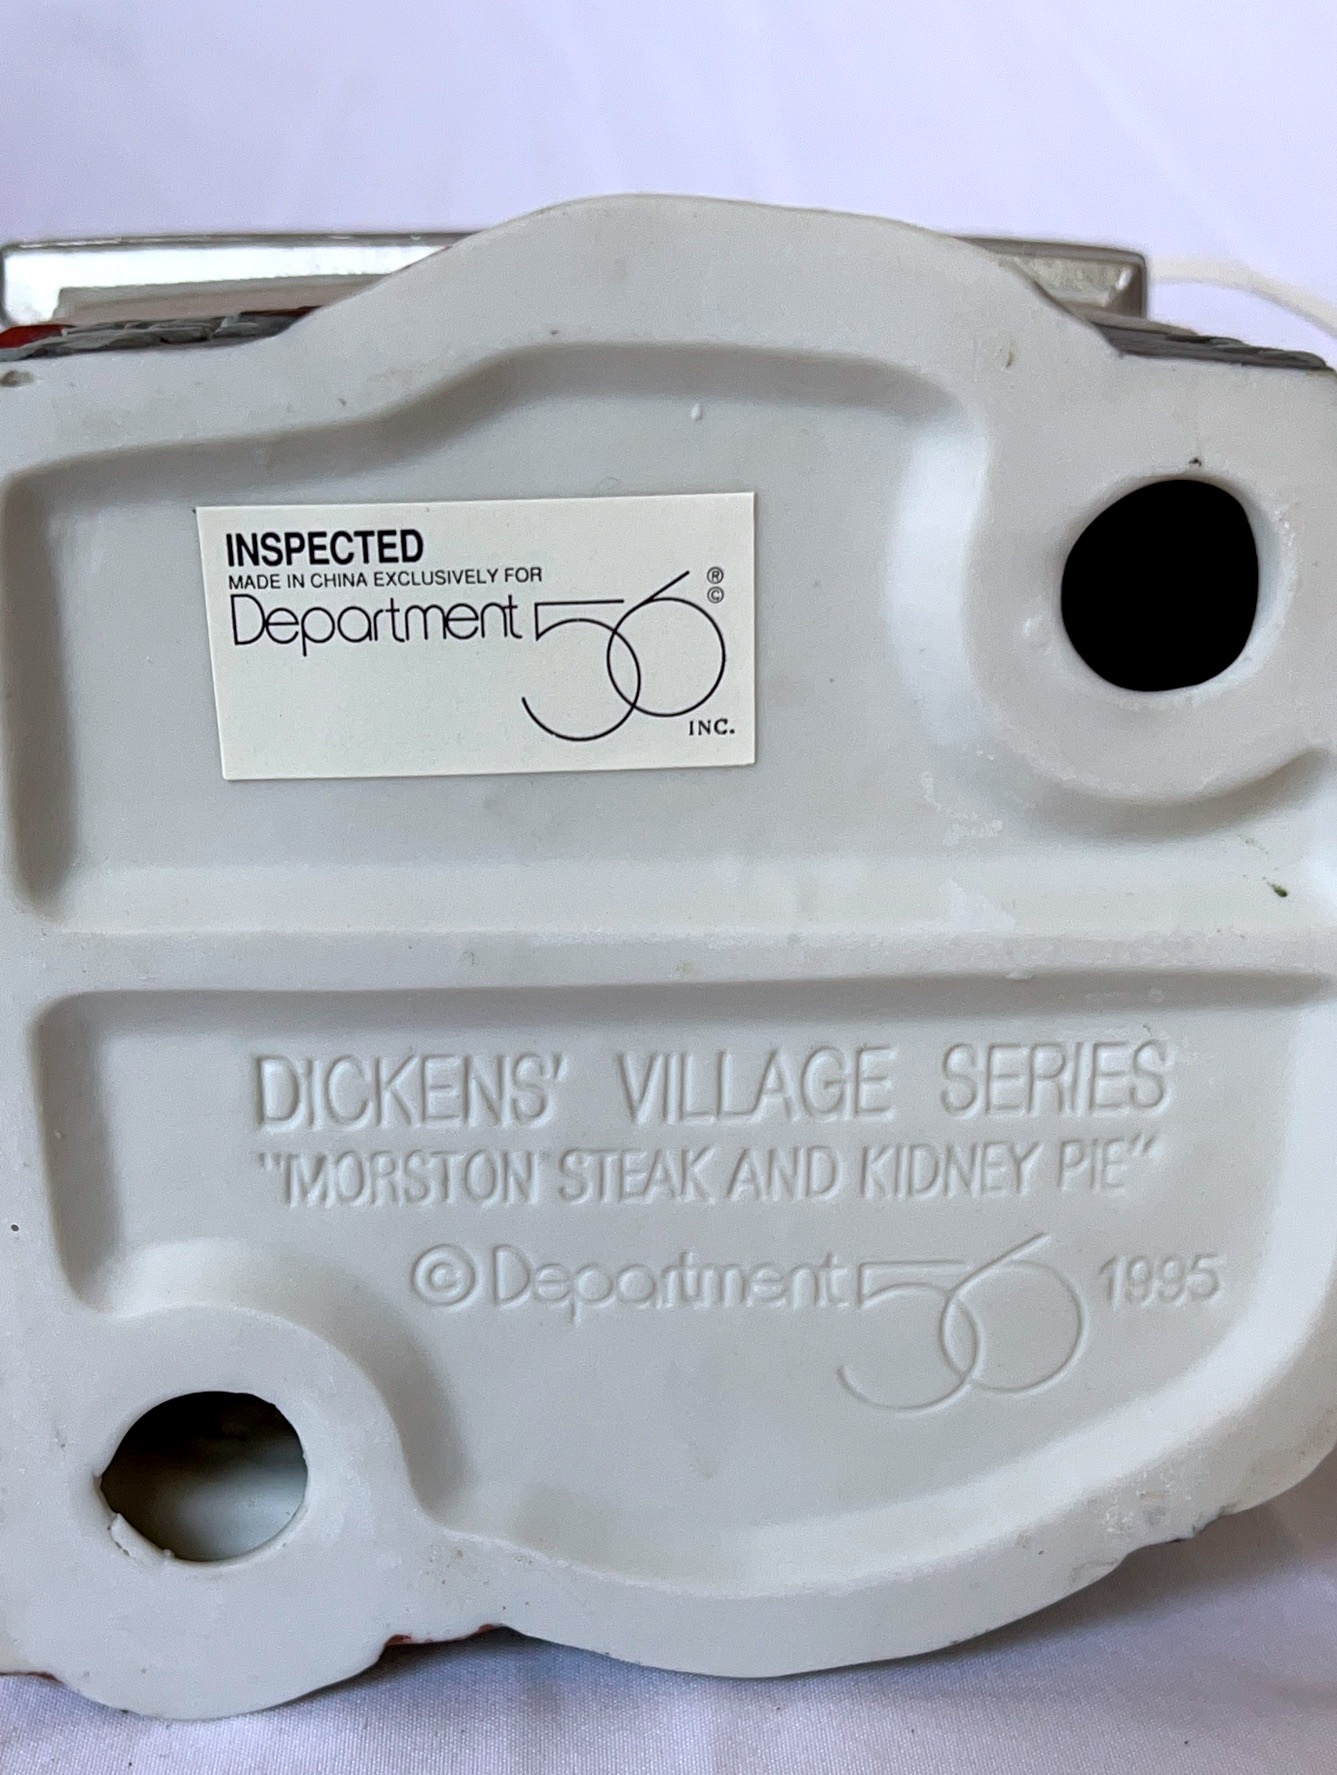 INSPECTED
MADE IN CHINA EXCLUSIVELY FOR
Department 56 ® ©
INC.
DICKENS' VILLAGE SERIES
"MORSTON STEAK AND KIDNEY PIE"
© Department 56 1995